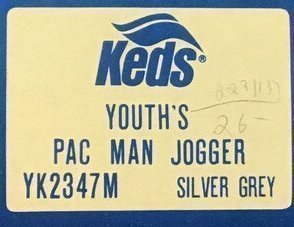 Keds®
YOUTH'S
26-
PAC MAN JOGGER
YK2347M SILVER GREY